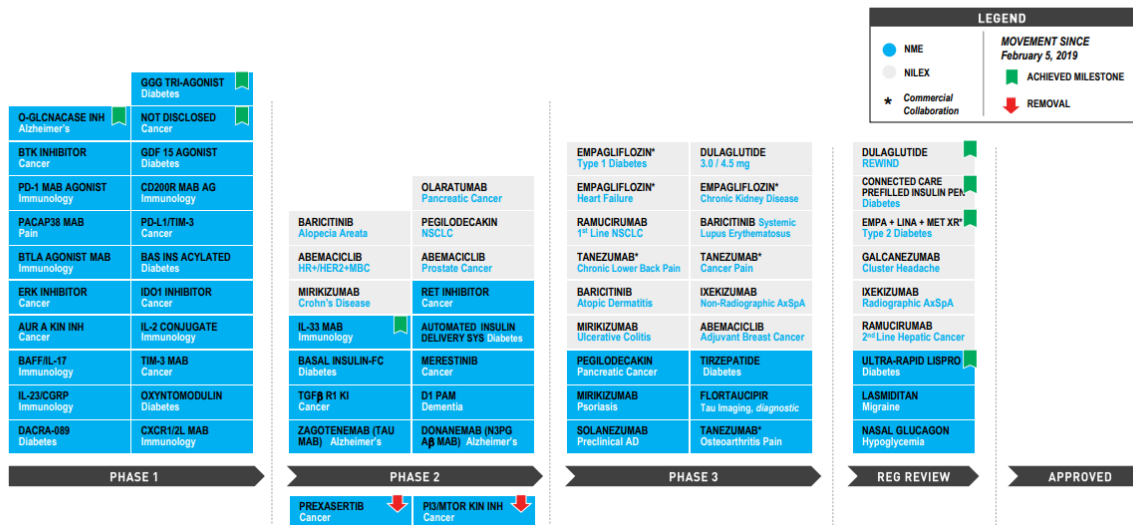 LEGEND
NME
NILEX
* Commercial
Collaboration
MOVEMENT SINCE
February 5, 2019
ACHIEVED MILESTONE
REMOVAL
GGG TRI-AGONIST
Diabetes
O-GLCNACASE INH
Alzheimer's
NOT DISCLOSED
Cancer
BTK INHIBITOR
Cancer
GDF 15 AGONIST
Diabetes
PD-1 MAB AGONIST
Immunology
CD200R MAB AG
Immunology
PACAP38 MAB
Pain
PD-L1/TIM-3
Cancer
BTLA AGONIST MAB
Immunology
BAS INS ACYLATED
Diabetes
ERK INHIBITOR
Cancer
IDO1 INHIBITOR
Cancer
AUR A KIN INH
Cancer
IL-2 CONJUGATE
Immunology
BAFF/IL-17
Immunology
TIM-3 MAB
Cancer
IL-23/CGRP
Immunology
OXYNTOMODULIN
Diabetes
DACRA-089
Diabetes
CXCR1/2L MAB
Immunology
PHASE 1
OLARATUMAB
Pancreatic Cancer
BARICITINIB
Alopecia Areata
PEGILODECAKIN
NSCLC
ABEMACICLIB
HR+/HER2+MBC
ABEMACICLIB
Prostate Cancer
MIRIKIZUMAB
Crohn's Disease
RET INHIBITOR
Cancer
IL-33 MAB
Immunology
AUTOMATED INSULIN
DELIVERY SYS Diabetes
BASAL INSULIN-FC
Diabetes
MERESTINIB
Cancer
TGFβ R1 KI
Cancer
D1 PAM
Dementia
ZAGOTENEMAB (TAU
MAB) Alzheimer's
DONANEMAB (N3PG
Aβ MAB) Alzheimer's
PHASE 2
PREXASERTIB
Cancer
PI3/MTOR KIN INH
Cancer
EMPAGLIFLOZIN*
Type 1 Diabetes
DULAGLUTIDE
3.0 / 4.5 mg
EMPAGLIFLOZIN*
Heart Failure
EMPAGLIFLOZIN*
Chronic Kidney Disease
RAMUCIRUMAB
1st Line NSCLC
BARICITINIB Systemic
Lupus Erythematosus
TANEZUMAB*
Chronic Lower Back Pain
TANEZUMAB*
Cancer Pain
BARICITINIB
Atopic Dermatitis
IXEKIZUMAB
Non-Radiographic AxSpA
MIRIKIZUMAB
Ulcerative Colitis
ABEMACICLIB
Adjuvant Breast Cancer
PEGILODECAKIN
Pancreatic Cancer
TIRZEPATIDE
Diabetes
MIRIKIZUMAB
Psoriasis
FLORTAUCIPIR
Tau Imaging, diagnostic
SOLANEZUMAB
Preclinical AD
TANEZUMAB*
Osteoarthritis Pain
PHASE 3
DULAGLUTIDE
REWIND
CONNECTED CARE
PREFILLED INSULIN PEN
Diabetes
EMPA + LINA + MET XR*
Type 2 Diabetes
GALCANEZUMAB
Cluster Headache
IXEKIZUMAB
Radiographic AxSpA
RAMUCIRUMAB
2nd Line Hepatic Cancer
ULTRA-RAPID LISPRO
Diabetes
LASMIDITAN
Migraine
NASAL GLUCAGON
Hypoglycemia
REG REVIEW
APPROVED